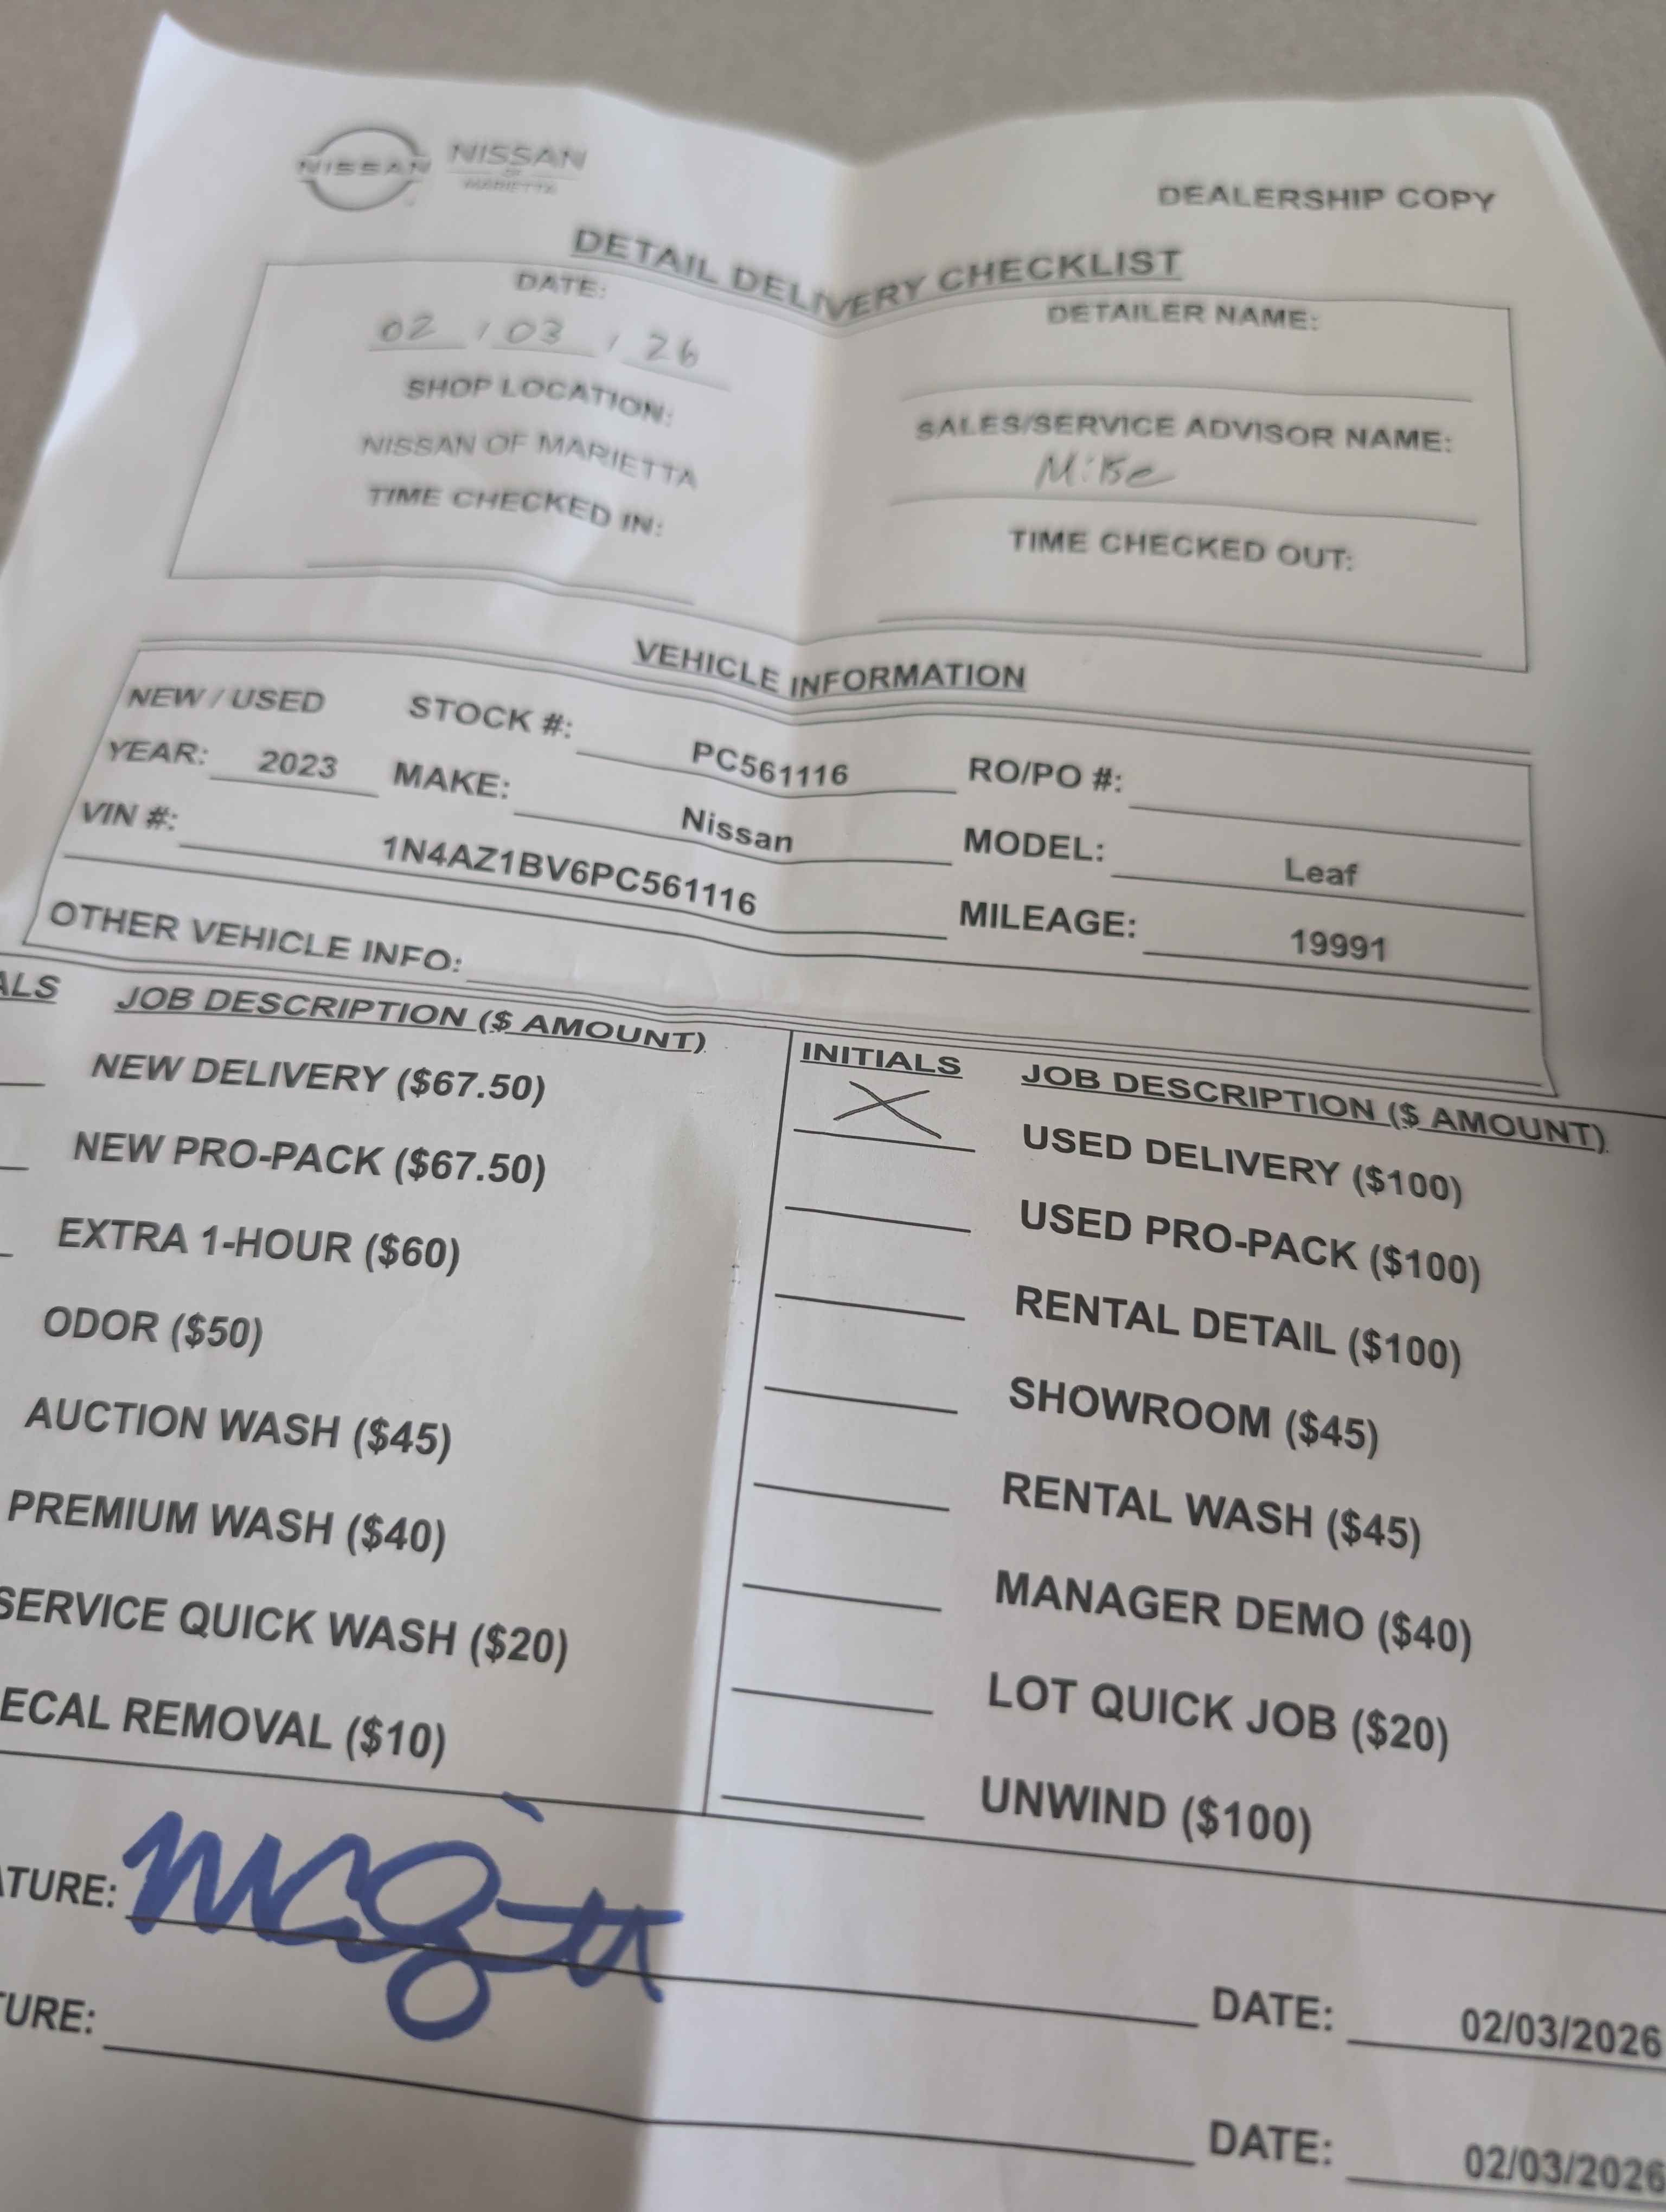 NISSAN
NISSAN
OF
MARIETTA
DEALERSHIP COPY
DETAIL DELIVERY CHECKLIST
DATE:
02 / 03 / 26
SHOP LOCATION:
NISSAN OF MARIETTA
TIME CHECKED IN:
DETAILER NAME:
SALES/SERVICE ADVISOR NAME:
Mike
TIME CHECKED OUT:
VEHICLE INFORMATION
NEW / USED STOCK #: PC561116 RO/PO #:
YEAR: 2023 MAKE: Nissan MODEL: Leaf
VIN #: 1N4AZ1BV6PC561116 MILEAGE: 19991
OTHER VEHICLE INFO:
ALS JOB DESCRIPTION ($ AMOUNT)
NEW DELIVERY ($67.50)
NEW PRO-PACK ($67.50)
EXTRA 1-HOUR ($60)
ODOR ($50)
AUCTION WASH ($45)
PREMIUM WASH ($40)
SERVICE QUICK WASH ($20)
ECAL REMOVAL ($10)
INITIALS JOB DESCRIPTION ($ AMOUNT)
X USED DELIVERY ($100)
USED PRO-PACK ($100)
RENTAL DETAIL ($100)
SHOWROOM ($45)
RENTAL WASH ($45)
MANAGER DEMO ($40)
LOT QUICK JOB ($20)
UNWIND ($100)
ATURE: DATE: 02/03/2026
TURE: DATE: 02/03/2026